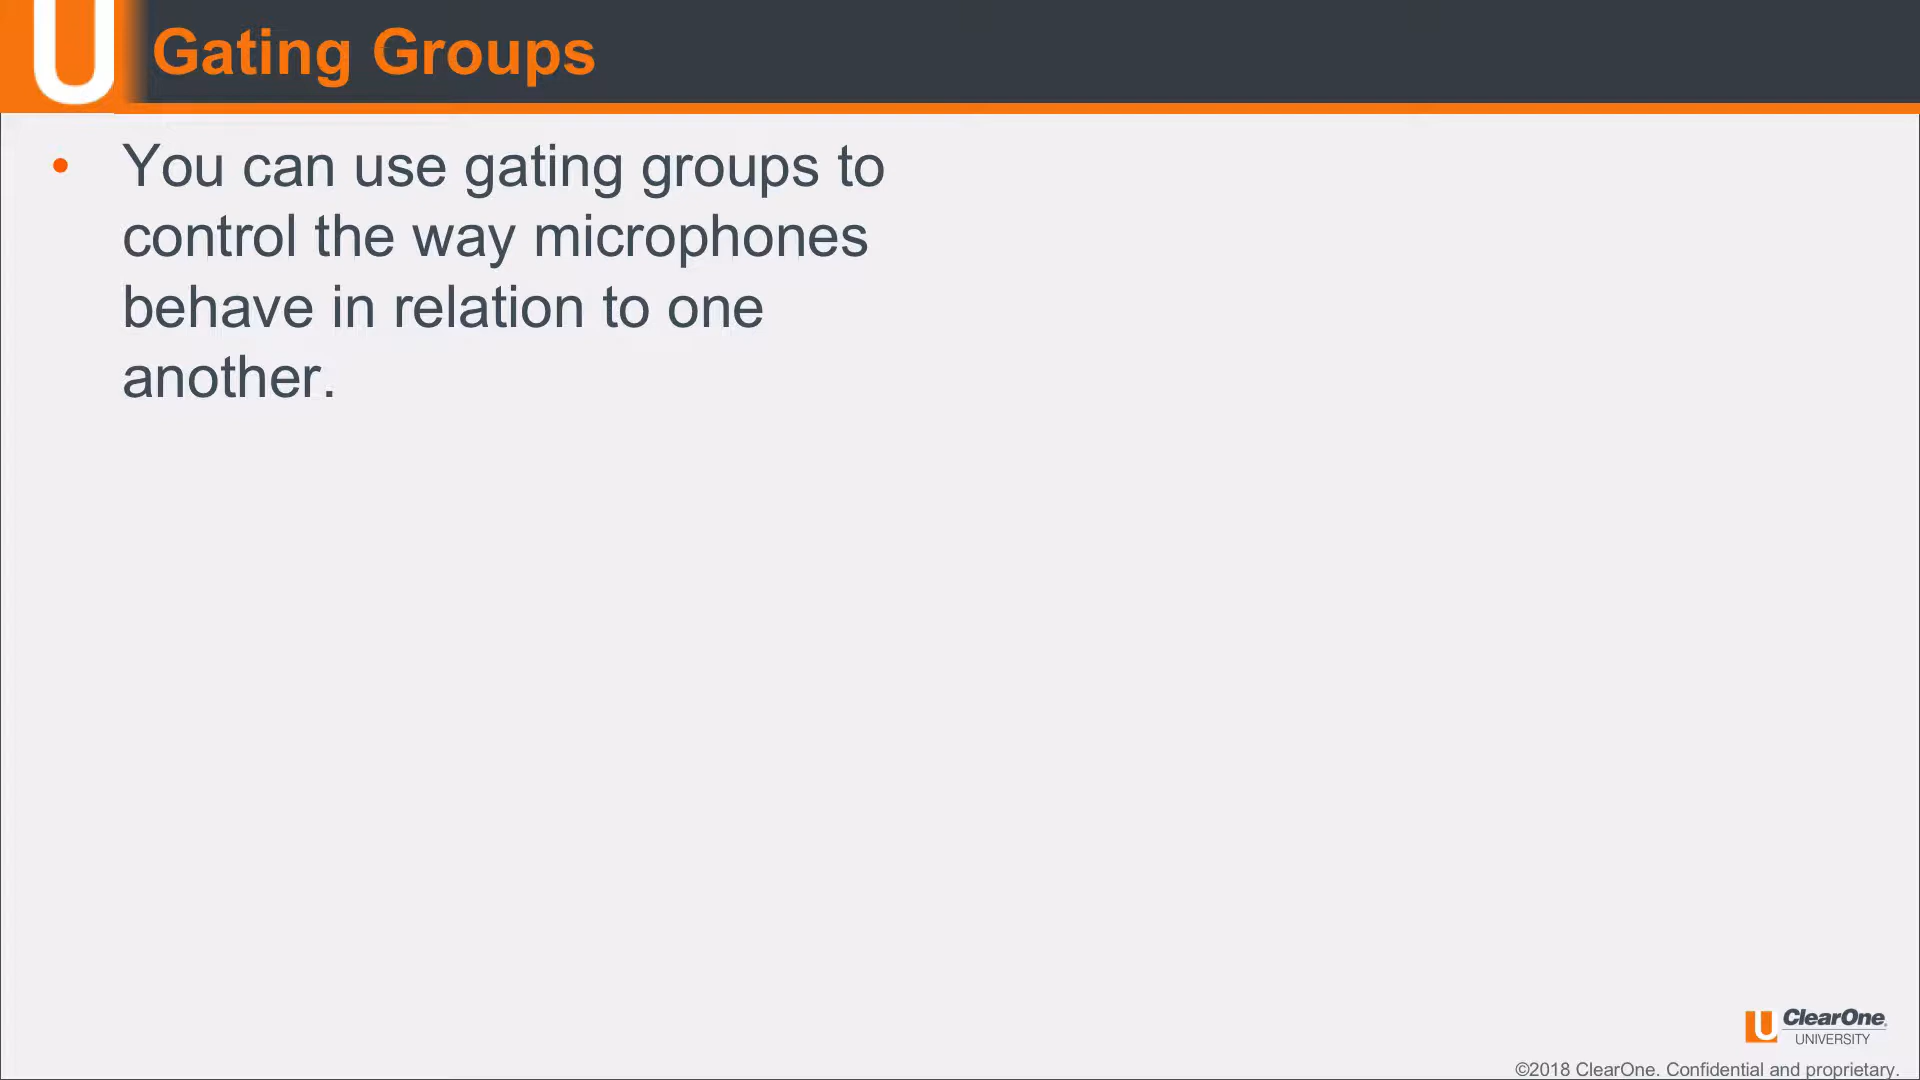 U Gating Groups
• You can use gating groups to
control the way microphones
behave in relation to one
another.
U ClearOne
UNIVERSITY
©2018 ClearOne. Confidential and proprietary.